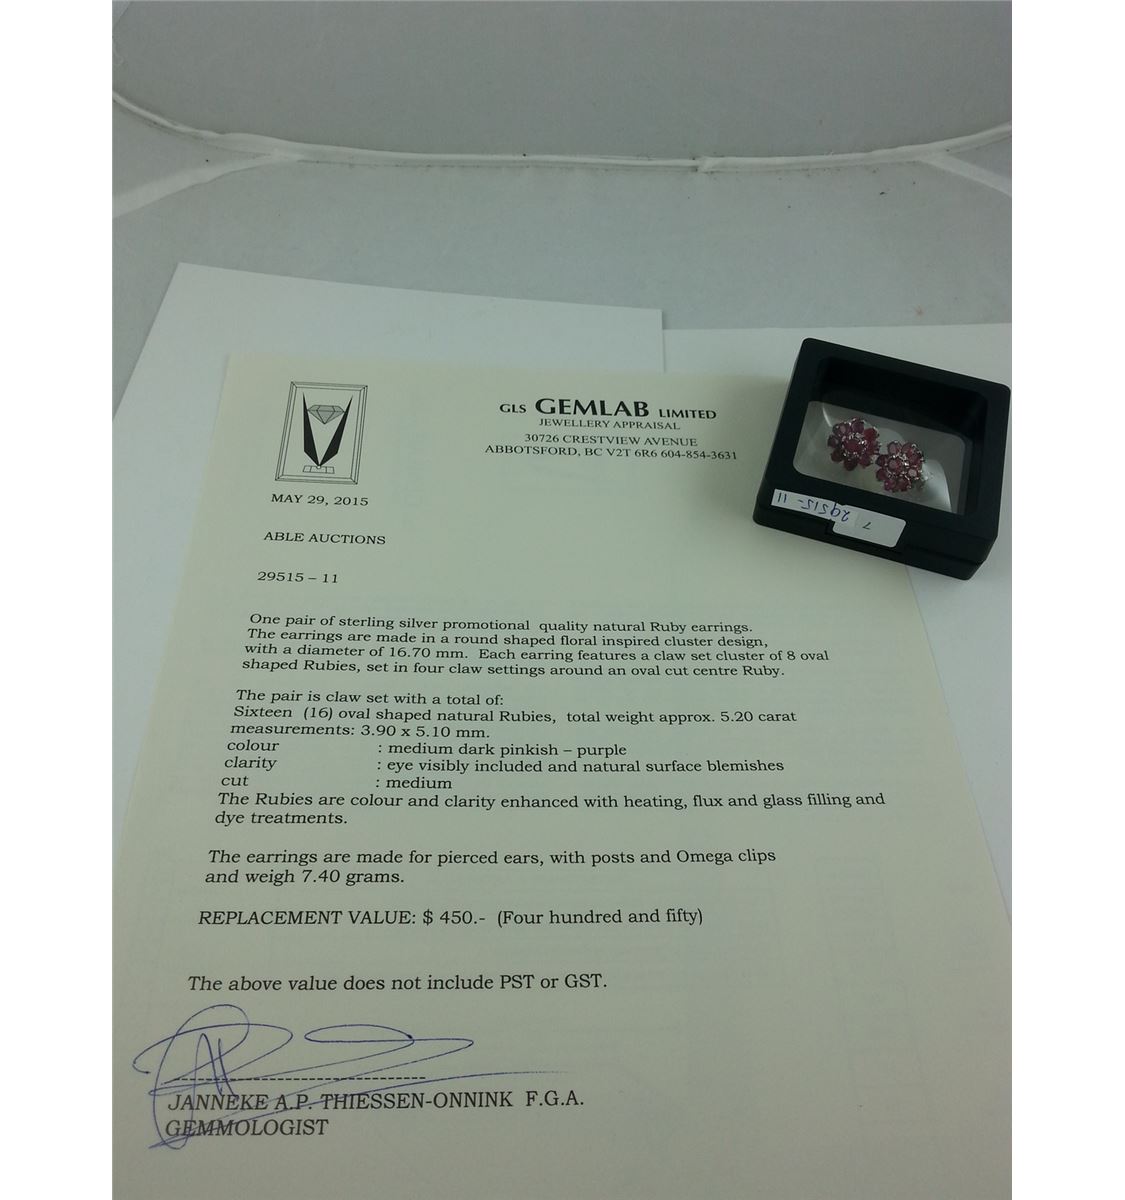 GLS GEMLAB LIMITED
JEWELLERY APPRAISAL
30726 CRESTVIEW AVENUE
ABBOTSFORD, BC V2T 6R6 604-854-3631
MAY 29, 2015
ABLE AUCTIONS
29515 – 11
One pair of sterling silver promotional quality natural Ruby earrings.
The earrings are made in a round shaped floral inspired cluster design,
with a diameter of 16.70 mm. Each earring features a claw set cluster of 8 oval
shaped Rubies, set in four claw settings around an oval cut centre Ruby.
The pair is claw set with a total of:
Sixteen (16) oval shaped natural Rubies, total weight approx. 5.20 carat
measurements: 3.90 x 5.10 mm.
colour : medium dark pinkish – purple
clarity : eye visibly included and natural surface blemishes
cut : medium
The Rubies are colour and clarity enhanced with heating, flux and glass filling and
dye treatments.
The earrings are made for pierced ears, with posts and Omega clips
and weigh 7.40 grams.
REPLACEMENT VALUE: $ 450.- (Four hundred and fifty)
The above value does not include PST or GST.
JANNEKE A.P. THIESSEN-ONNINK F.G.A.
GEMMOLOGIST
29515-11
7